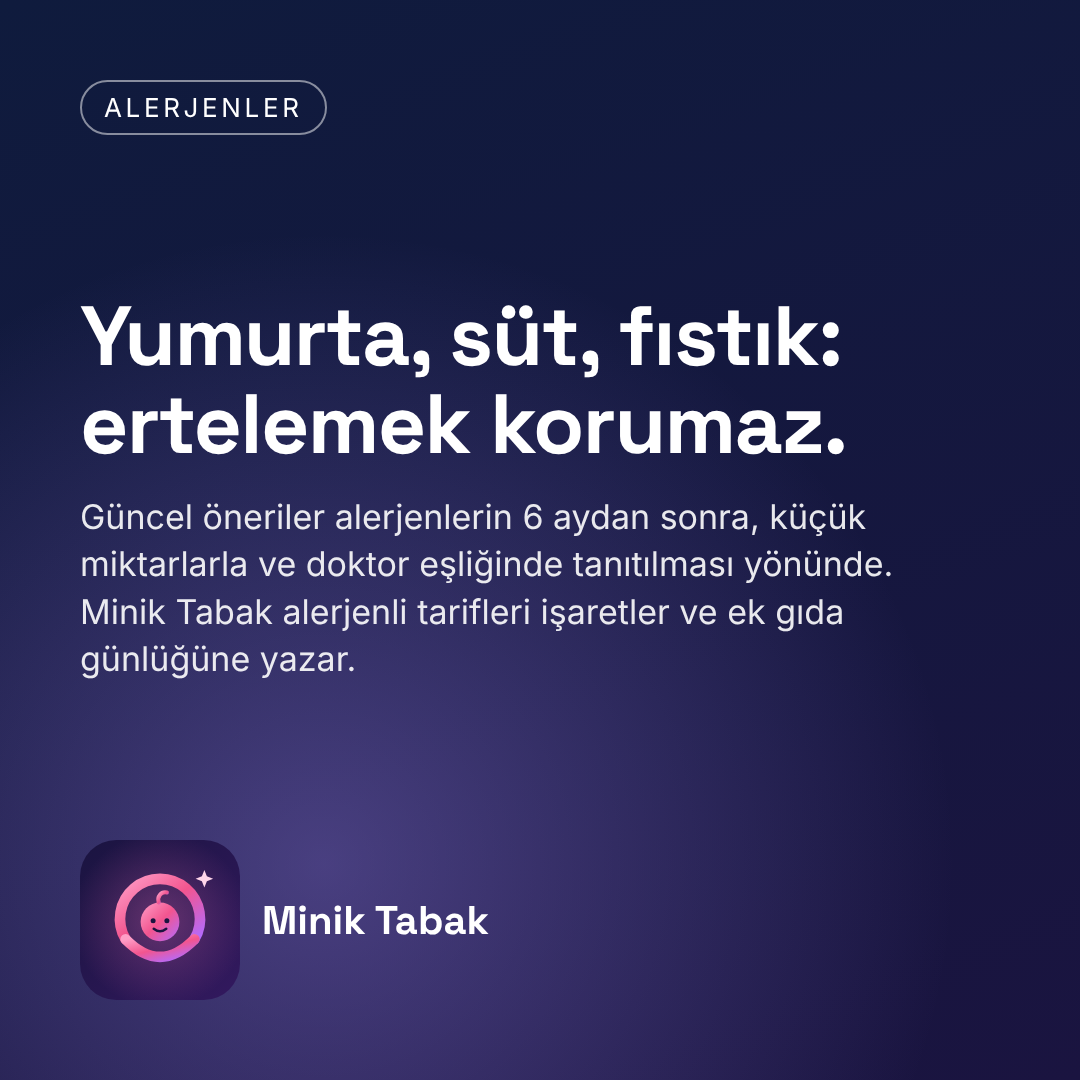 ALERJENLER
Yumurta, süt, fıstık:
ertelemek korumaz.
Güncel öneriler alerjenlerin 6 aydan sonra, küçük
miktarlarla ve doktor eşliğinde tanıtılması yönünde.
Minik Tabak alerjenli tarifleri işaretler ve ek gıda
günlüğüne yazar.
Minik Tabak